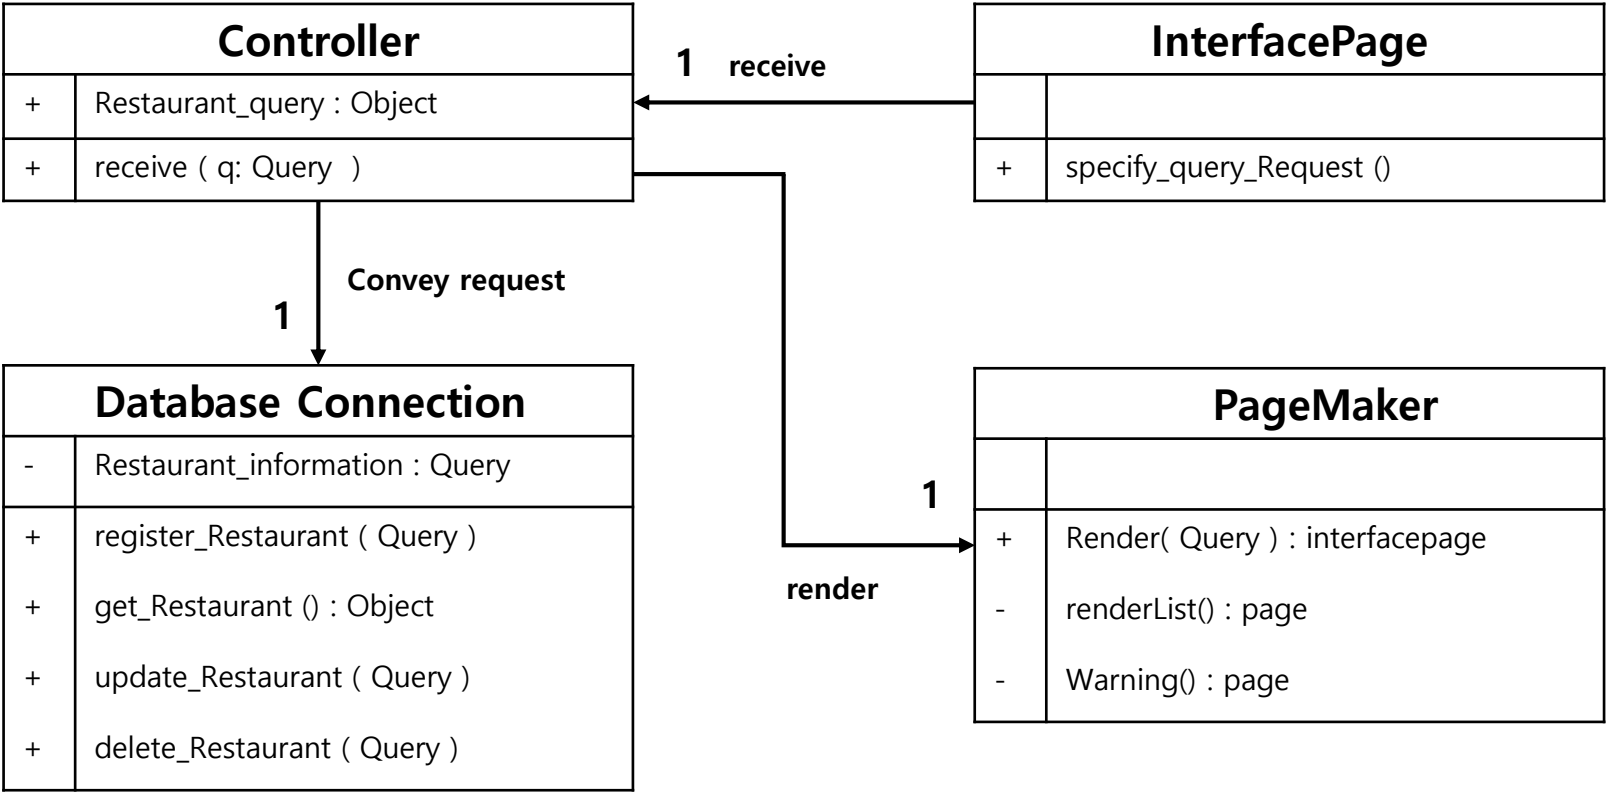 Controller
+ Restaurant_query : Object
+ receive ( q: Query )
1 receive
InterfacePage
+ specify_query_Request ()
Convey request
1
Database Connection
- Restaurant_information : Query
+ register_Restaurant ( Query )
+ get_Restaurant () : Object
+ update_Restaurant ( Query )
+ delete_Restaurant ( Query )
1
render
PageMaker
+ Render( Query ) : interfacepage
- renderList() : page
- Warning() : page